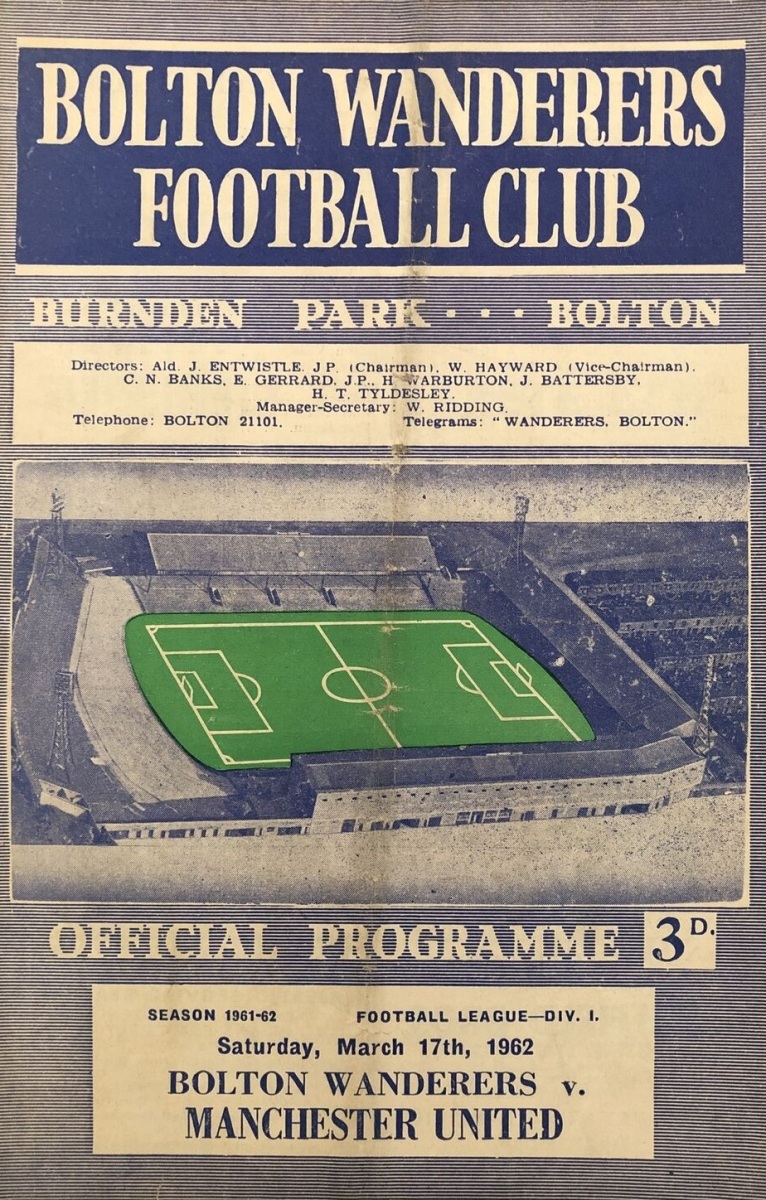 BOLTON WANDERERS
FOOTBALL CLUB
BURNDEN PARK · · · BOLTON
Directors: Ald. J. ENTWISTLE. J.P. (Chairman), W. HAYWARD (Vice-Chairman).
C. N. BANKS, E. GERRARD, J.P., H. WARBURTON, J. BATTERSBY,
H. T. TYLDESLEY.
Manager-Secretary: W. RIDDING.
Telephone: BOLTON 21101. Telegrams: "WANDERERS, BOLTON."
OFFICIAL PROGRAMME 3D.
SEASON 1961-62 FOOTBALL LEAGUE—DIV. I.
Saturday, March 17th, 1962
BOLTON WANDERERS v.
MANCHESTER UNITED